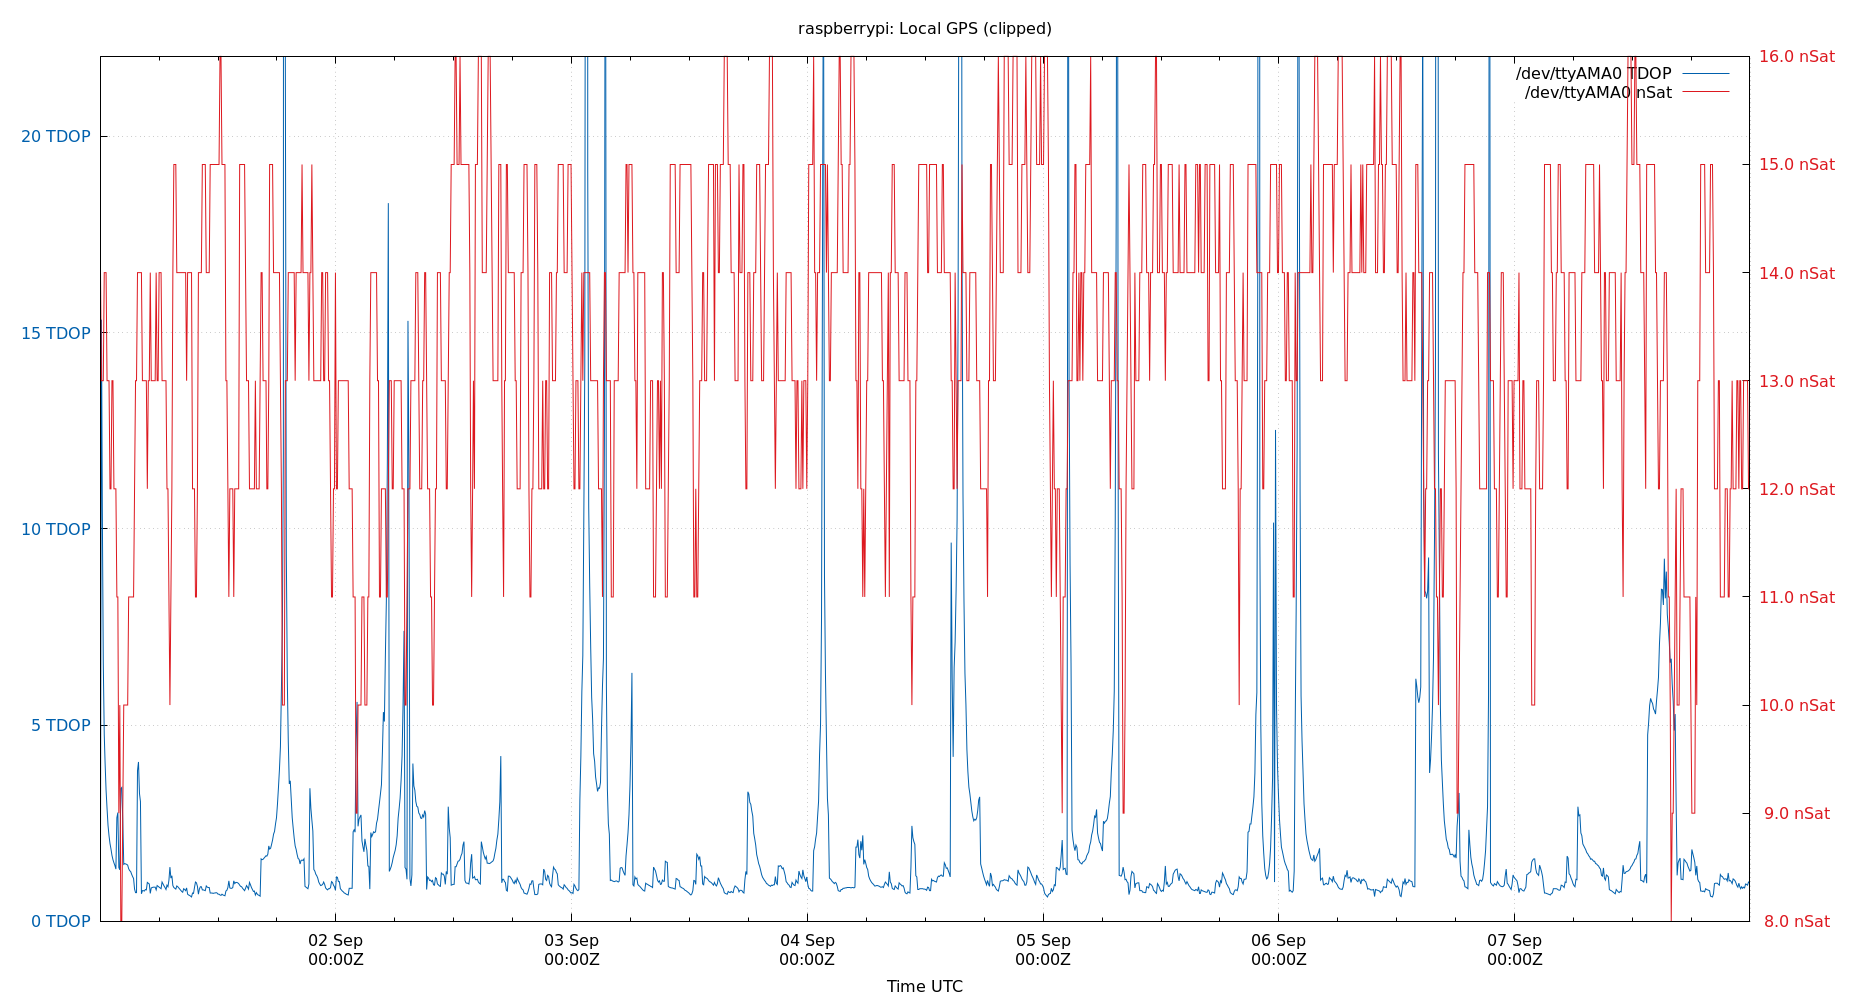 raspberrypi: Local GPS (clipped)
16.0 nSat
/dev/ttyAMA0 TDOP
/dev/ttyAMA0 nSat
20 TDOP
15.0 nSat
14.0 nSat
15 TDOP
13.0 nSat
12.0 nSat
10 TDOP
11.0 nSat
10.0 nSat
5 TDOP
9.0 nSat
0 TDOP
8.0 nSat
02 Sep
00:00Z
03 Sep
00:00Z
04 Sep
00:00Z
05 Sep
00:00Z
06 Sep
00:00Z
07 Sep
00:00Z
Time UTC